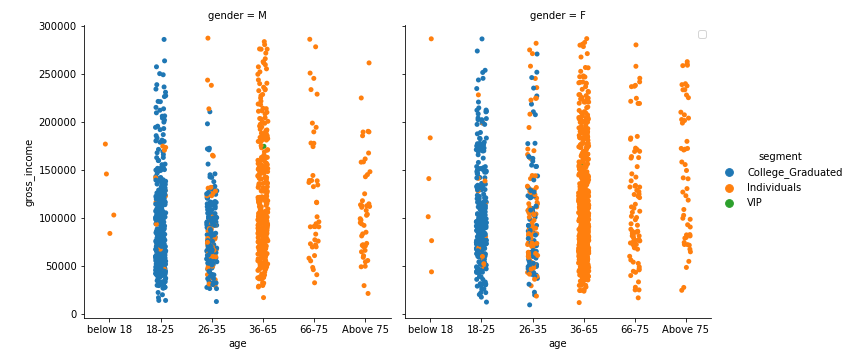 gender = M
gender = F
gross_income
300000
250000
200000
150000
100000
50000
0
below 18 18-25 26-35 36-65 66-75 Above 75
age
below 18 18-25 26-35 36-65 66-75 Above 75
age
segment
College_Graduated
Individuals
VIP